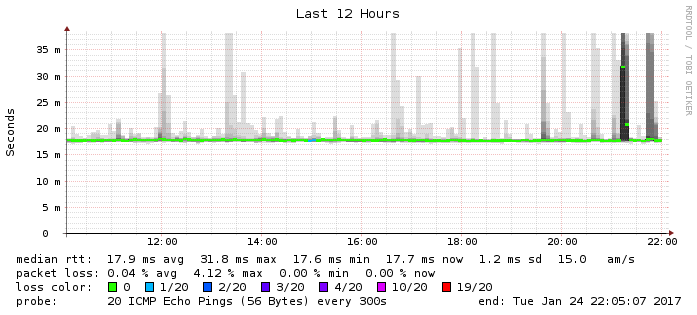 Last 12 Hours
RRDTOOL / TOBI OETIKER
Seconds
35 m
30 m
25 m
20 m
15 m
10 m
5 m
0
12:00 14:00 16:00 18:00 20:00 22:00
median rtt: 17.9 ms avg 31.8 ms max 17.6 ms min 17.7 ms now 1.2 ms sd 15.0 am/s
packet loss: 0.04 % avg 4.12 % max 0.00 % min 0.00 % now
loss color: 0 1/20 2/20 3/20 4/20 10/20 19/20
probe: 20 ICMP Echo Pings (56 Bytes) every 300s end: Tue Jan 24 22:05:07 2017